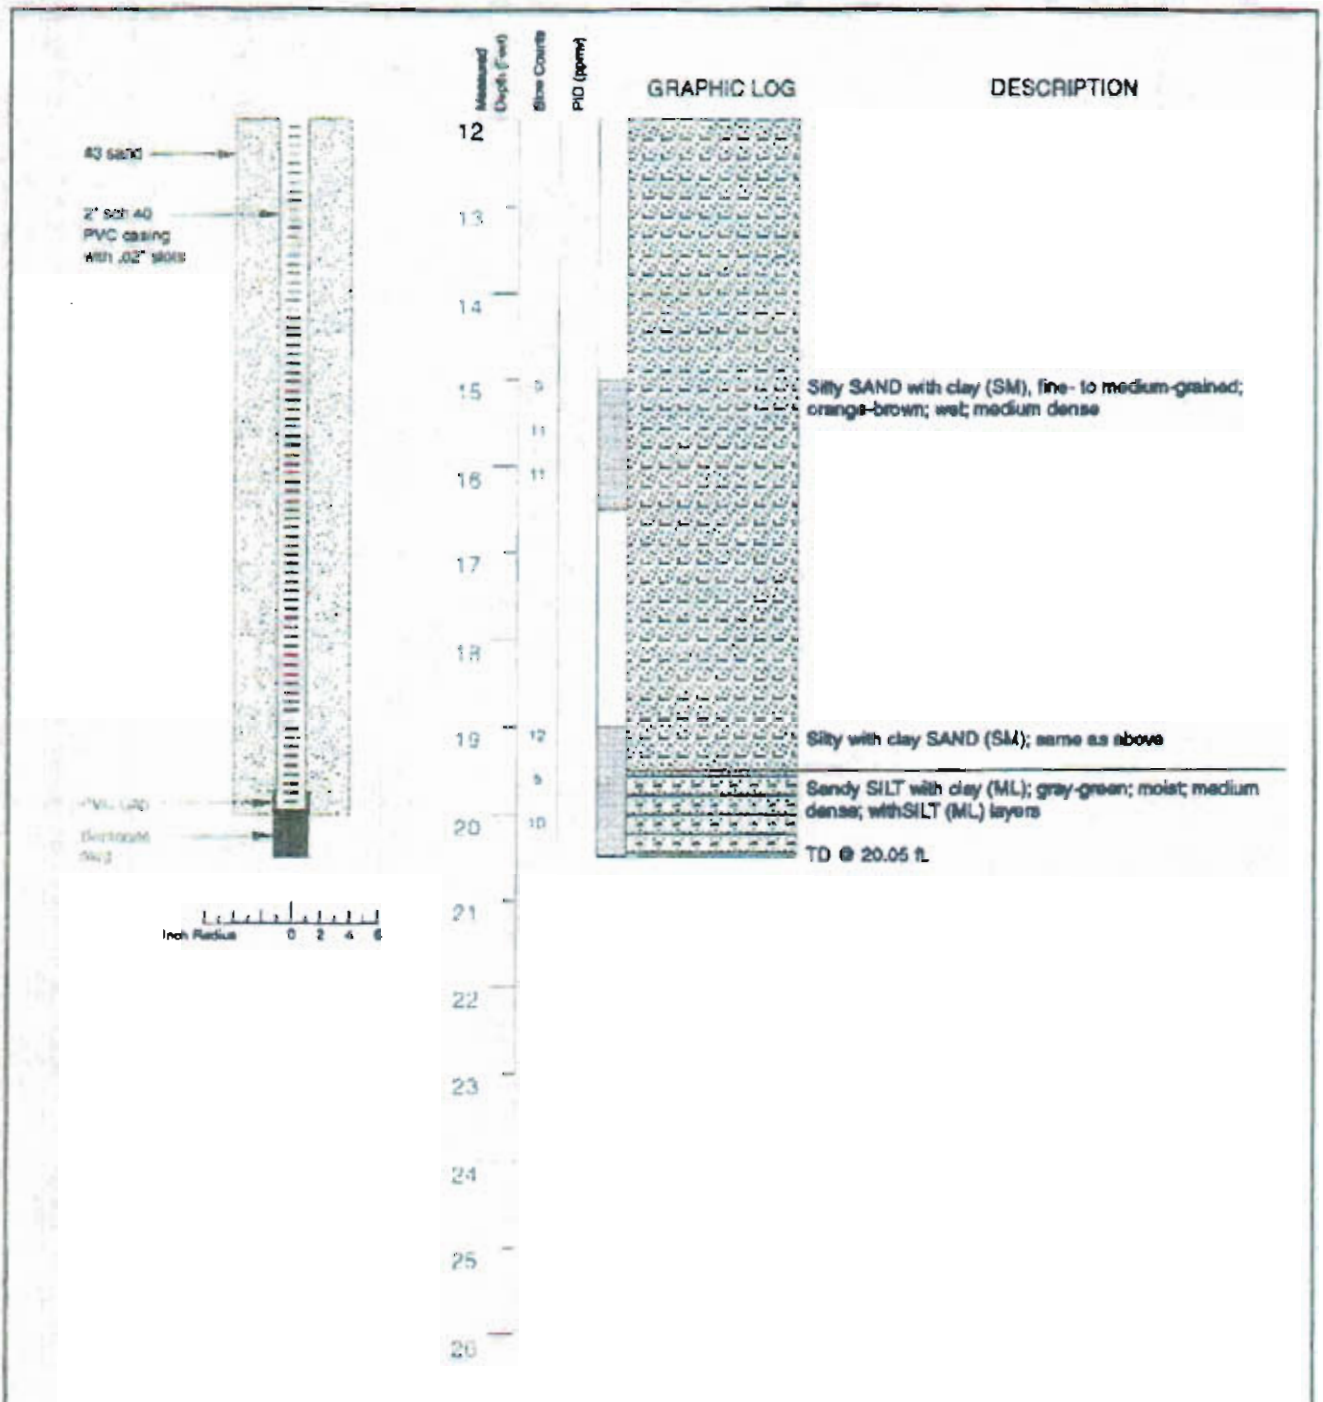 Measured
Depth (Feet)
Blow Counts
PID (ppmv)
GRAPHIC LOG
DESCRIPTION
#3 sand
2" sch 40
PVC casing
with .02" slots
PVC cap
Bentonite
plug
12
13
14
15
16
17
18
19
20
21
22
23
24
25
26
9
11
11
12
10
Silty SAND with clay (SM), fine- to medium-grained;
orange-brown; wet; medium dense
Silty with clay SAND (SM); same as above
Sandy SILT with clay (ML); gray-green; moist; medium
dense; withSILT (ML) layers
TD @ 20.05 ft.
Inch Radius
0 2 4 6